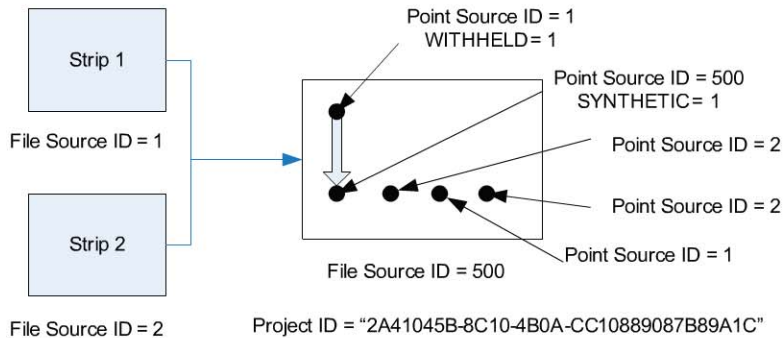 Point Source ID = 1
WITHHELD= 1
Strip 1
Point Source ID = 500
SYNTHETIC= 1
File Source ID = 1
Point Source ID = 2
Strip 2
Point Source ID = 2
Point Source ID = 1
File Source ID = 500
File Source ID = 2
Project ID = “2A41045B-8C10-4B0A-CC10889087B89A1C”